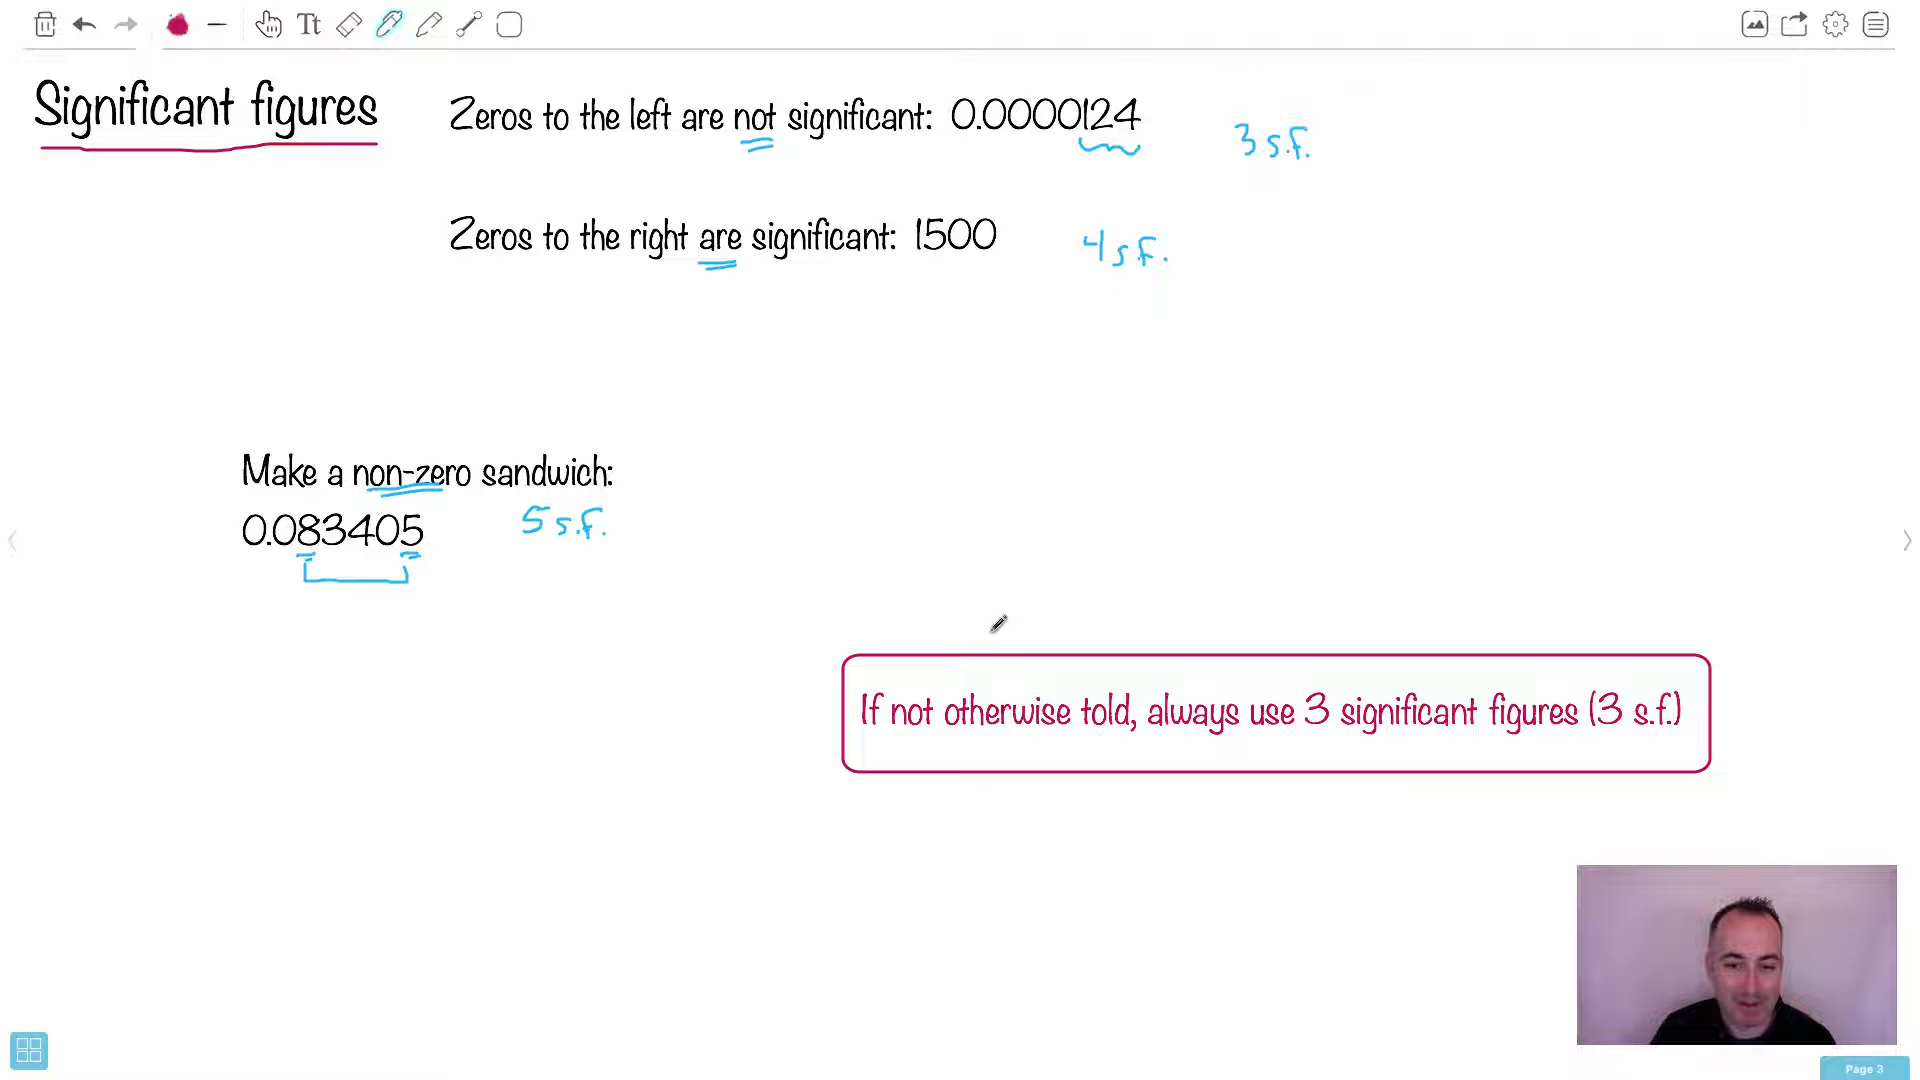 Tt
Significant figures
Zeros to the left are not significant: 0.0000124
3 s.f.
Zeros to the right are significant: 1500
4 s.f.
Make a non-zero sandwich:
0.083405
5 s.f.
If not otherwise told, always use 3 significant figures (3 s.f.)
Page 3